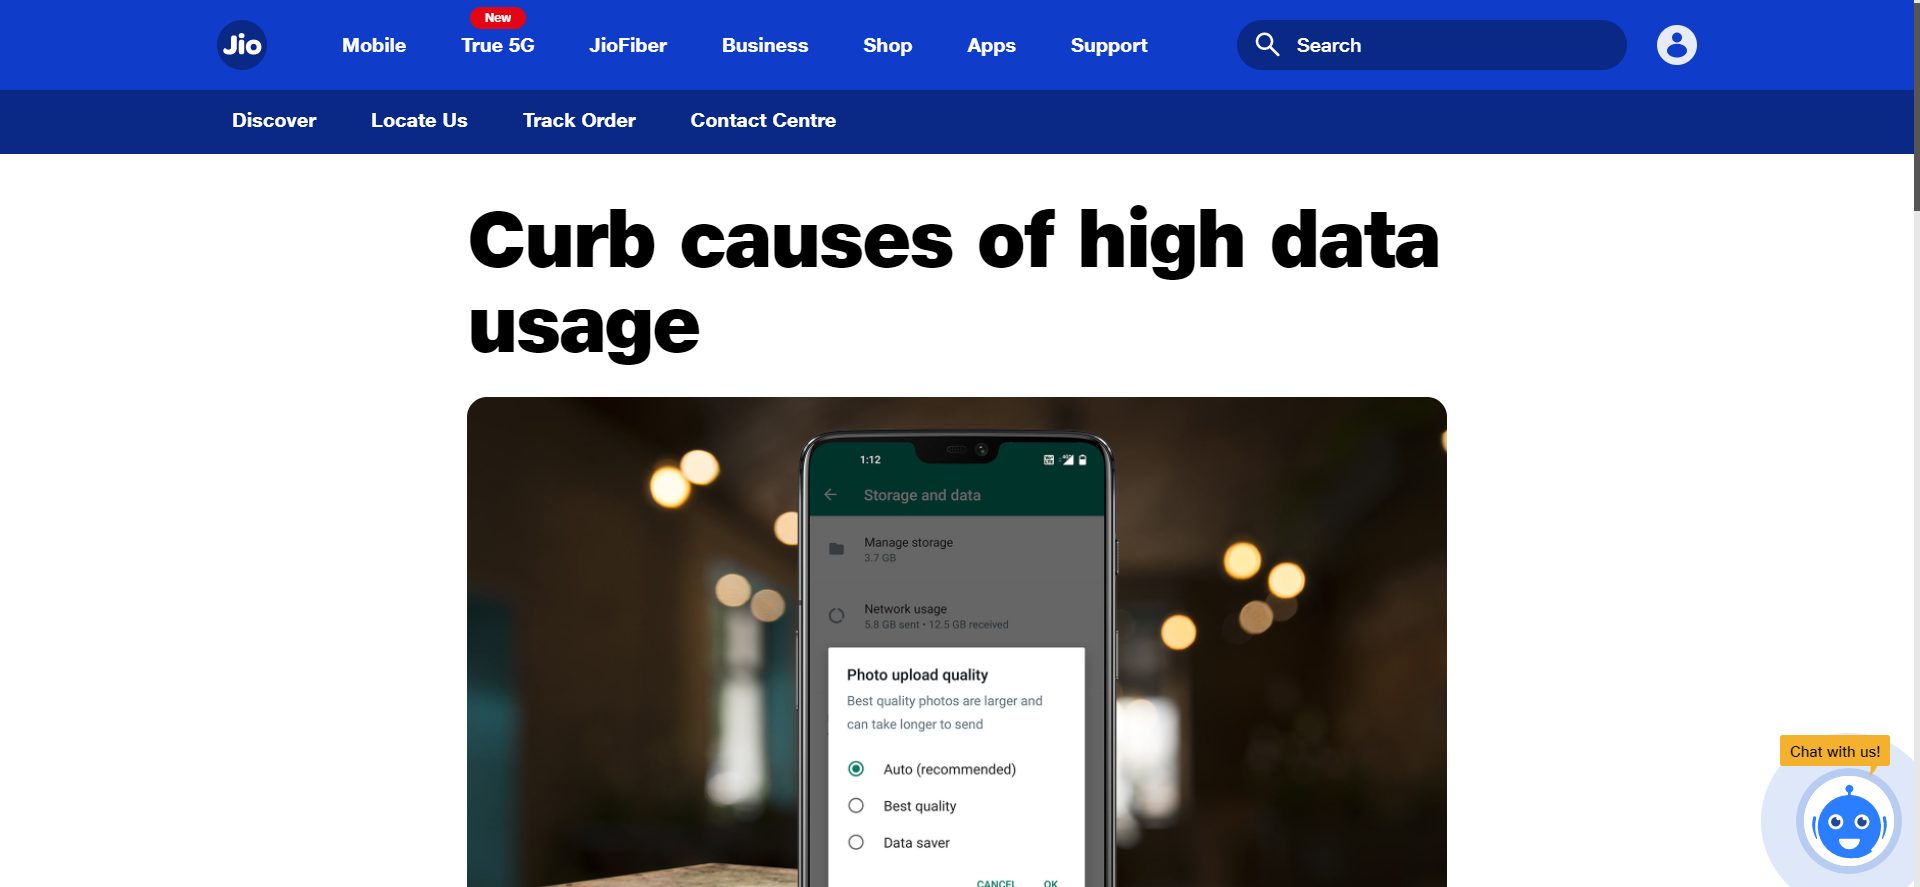 Jio
Mobile
New
True 5G
JioFiber
Business
Shop
Apps
Support
Search
Discover
Locate Us
Track Order
Contact Centre
Curb causes of high data
usage
1:12
Storage and data
Manage storage
3.7 GB
Network usage
5.8 GB sent • 12.5 GB received
Photo upload quality
Best quality photos are larger and
can take longer to send
Auto (recommended)
Best quality
Data saver
CANCEL OK
Chat with us!